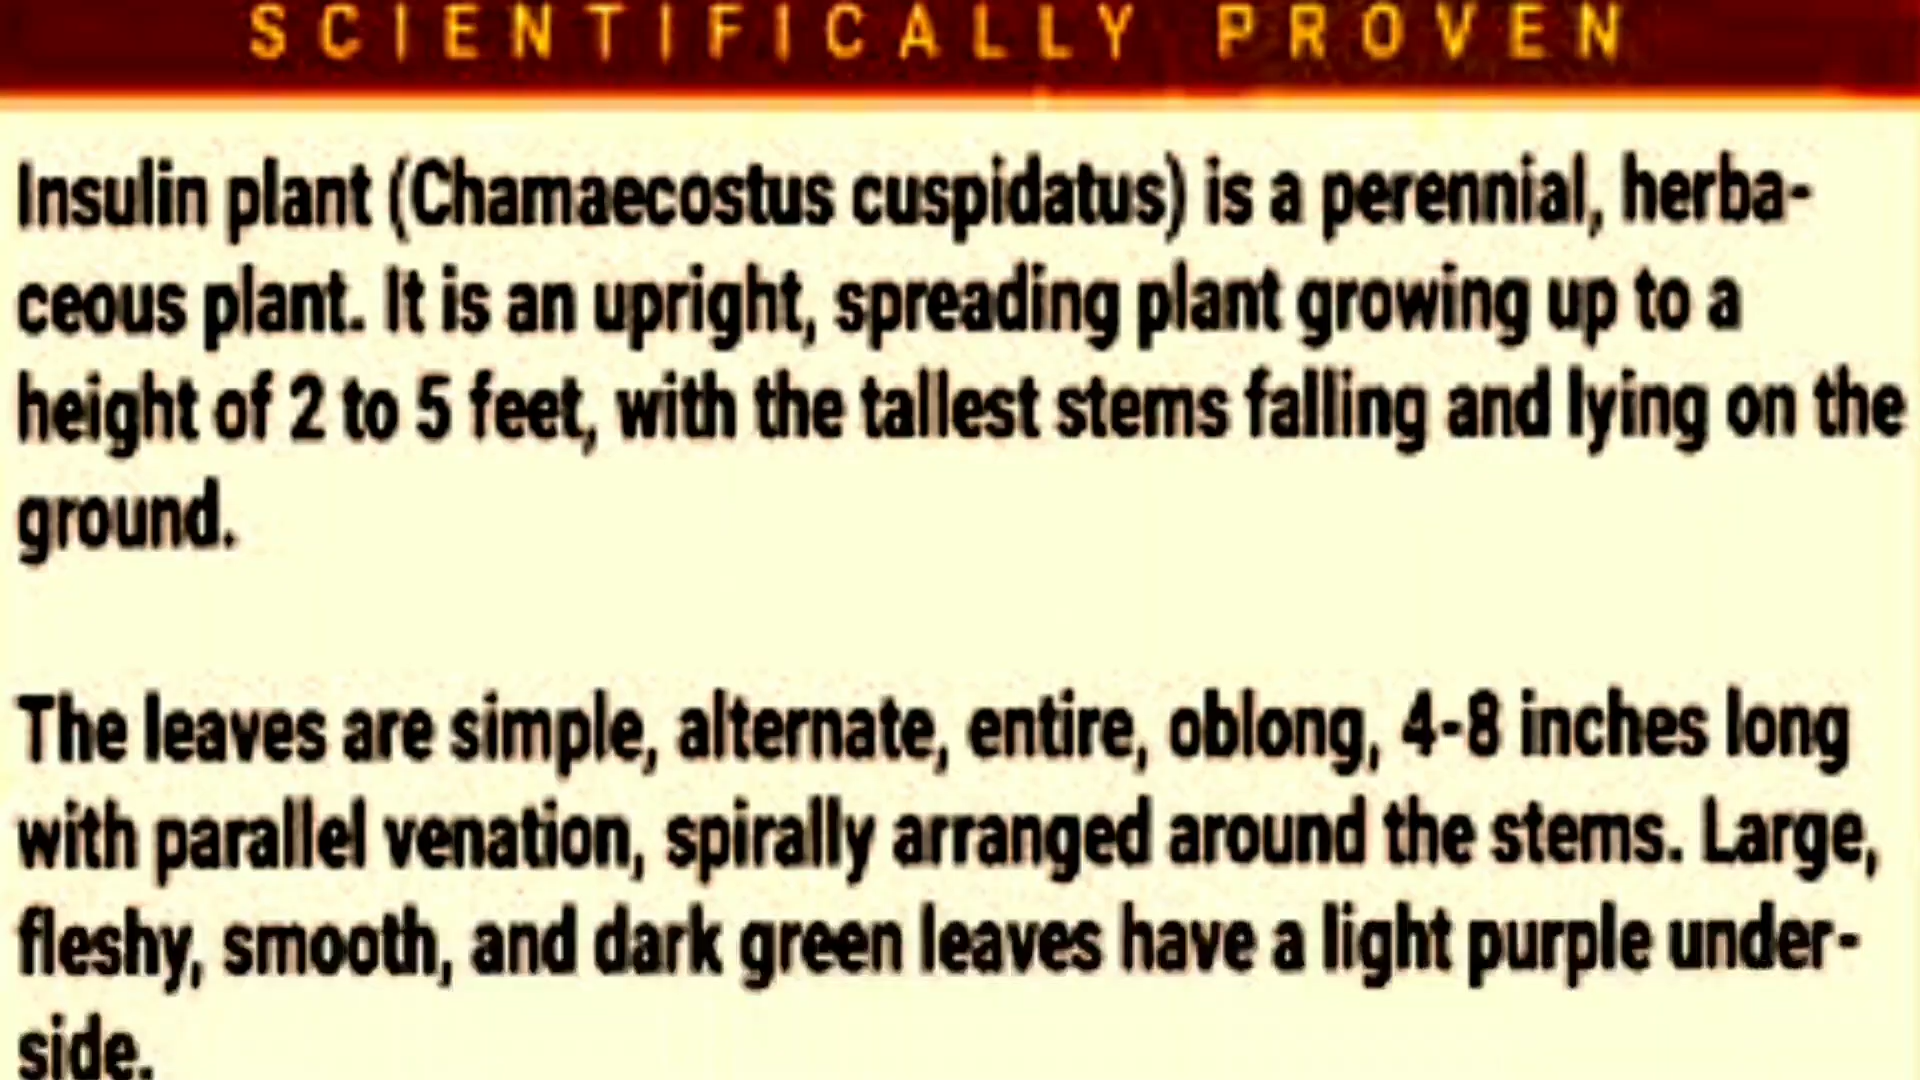 SCIENTIFICALLY PROVEN
Insulin plant (Chamaecostus cuspidatus) is a perennial, herba-
ceous plant. It is an upright, spreading plant growing up to a
height of 2 to 5 feet, with the tallest stems falling and lying on the
ground.
The leaves are simple, alternate, entire, oblong, 4-8 inches long
with parallel venation, spirally arranged around the stems. Large,
fleshy, smooth, and dark green leaves have a light purple under-
side.